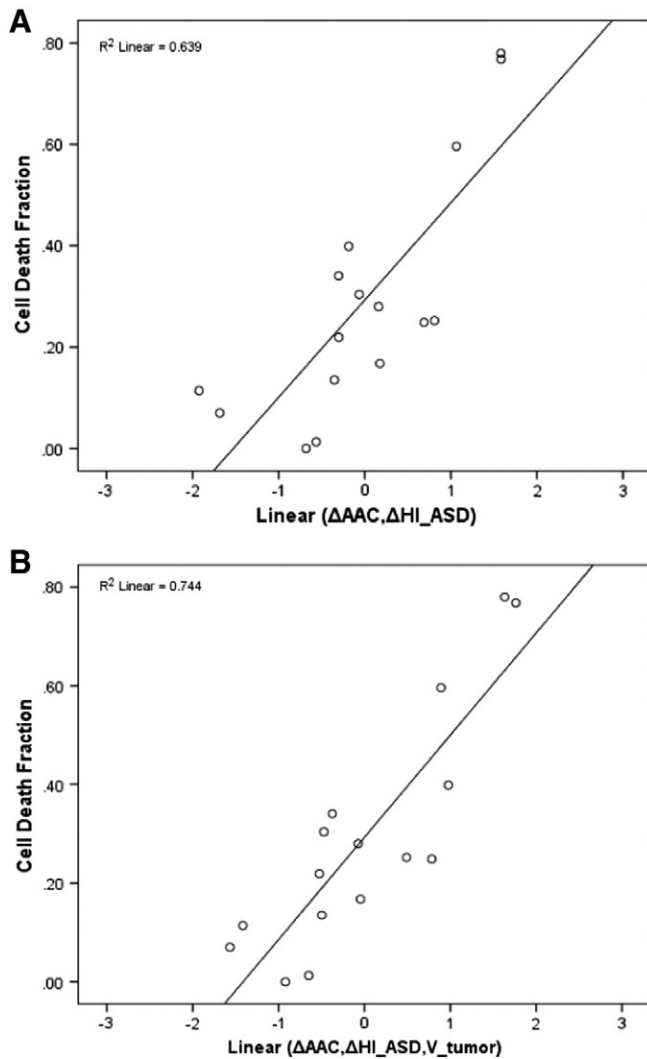 A
R² Linear = 0.639
.80
.60
.40
.20
.00
Cell Death Fraction
-3 -2 -1 0 1 2 3
Linear (ΔAAC,ΔHI_ASD)
B
R² Linear = 0.744
.80
.60
.40
.20
.00
Cell Death Fraction
-3 -2 -1 0 1 2 3
Linear (ΔAAC,ΔHI_ASD,V_tumor)